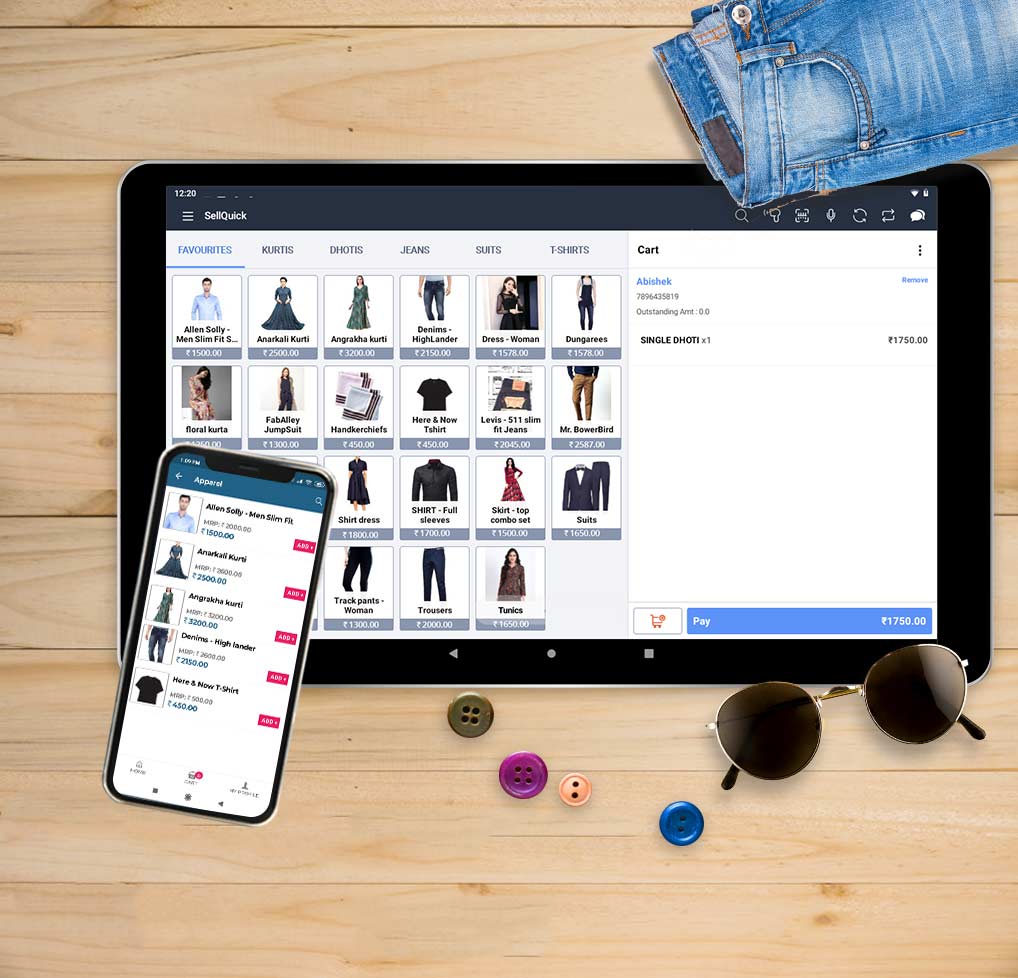 12:20
SellQuick
FAVOURITES KURTIS DHOTIS JEANS SUITS T-SHIRTS
Cart
Abishek Remove
7896435819
Outstanding Amt : 0.0
SINGLE DHOTI x1 ₹1750.00
Allen Solly -
Men Slim Fit S...
₹1500.00
Anarkali Kurti
₹2500.00
Angrakha kurti
₹3200.00
Denims -
HighLander
₹2150.00
Dress - Woman
₹1578.00
Dungarees
₹1578.00
floral kurta
FabAlley
JumpSuit
₹1300.00
Handkerchiefs
₹450.00
Here & Now
Tshirt
₹450.00
Levis - 511 slim
fit Jeans
₹2045.00
Mr. BowerBird
₹2587.00
Shirt dress
₹1800.00
SHIRT - Full
sleeves
₹1700.00
Skirt - top
combo set
₹1500.00
Suits
₹1650.00
Track pants -
Woman
₹1300.00
Trousers
₹2000.00
Tunics
₹1650.00
Pay ₹1750.00
1:09 PM
Apparel
Allen Solly - Men Slim Fit
MRP: ₹2000.00
₹1500.00
ADD +
Anarkali Kurti
MRP: ₹2600.00
₹2500.00
ADD +
Angragha kurti
MRP: ₹3200.00
₹3200.00
ADD +
Denims - High lander
MRP: ₹2600.00
₹2150.00
ADD +
Here & Now T-Shirt
MRP: ₹500.00
₹450.00
ADD +
HOME
CART
MY PROFILE